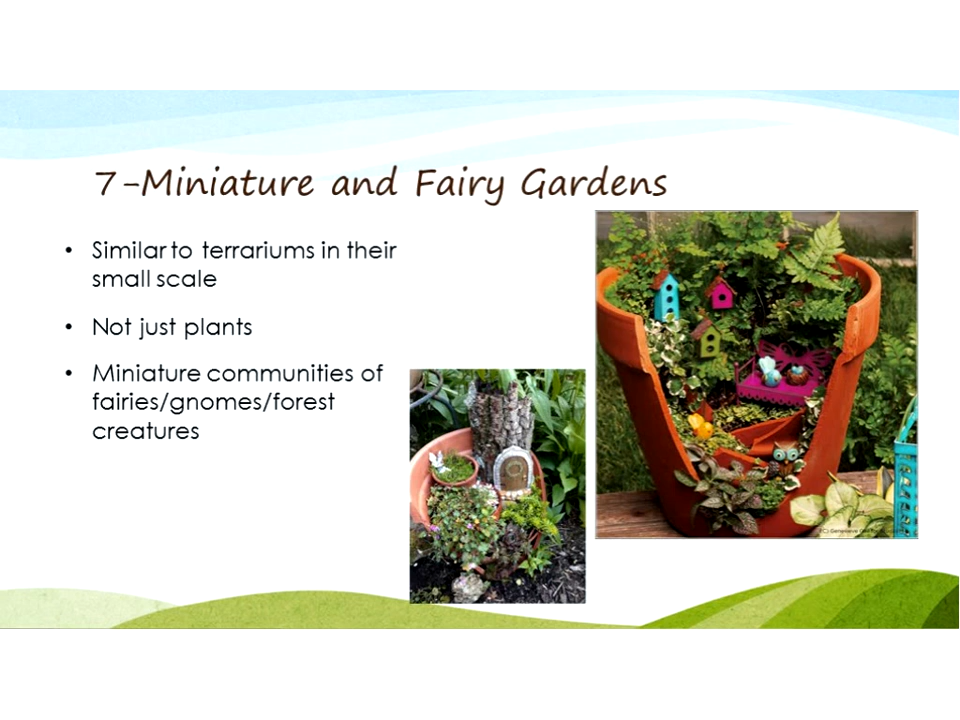 7-Miniature and Fairy Gardens
• Similar to terrariums in their
small scale
• Not just plants
• Miniature communities of
fairies/gnomes/forest
creatures
(C) Genevieve